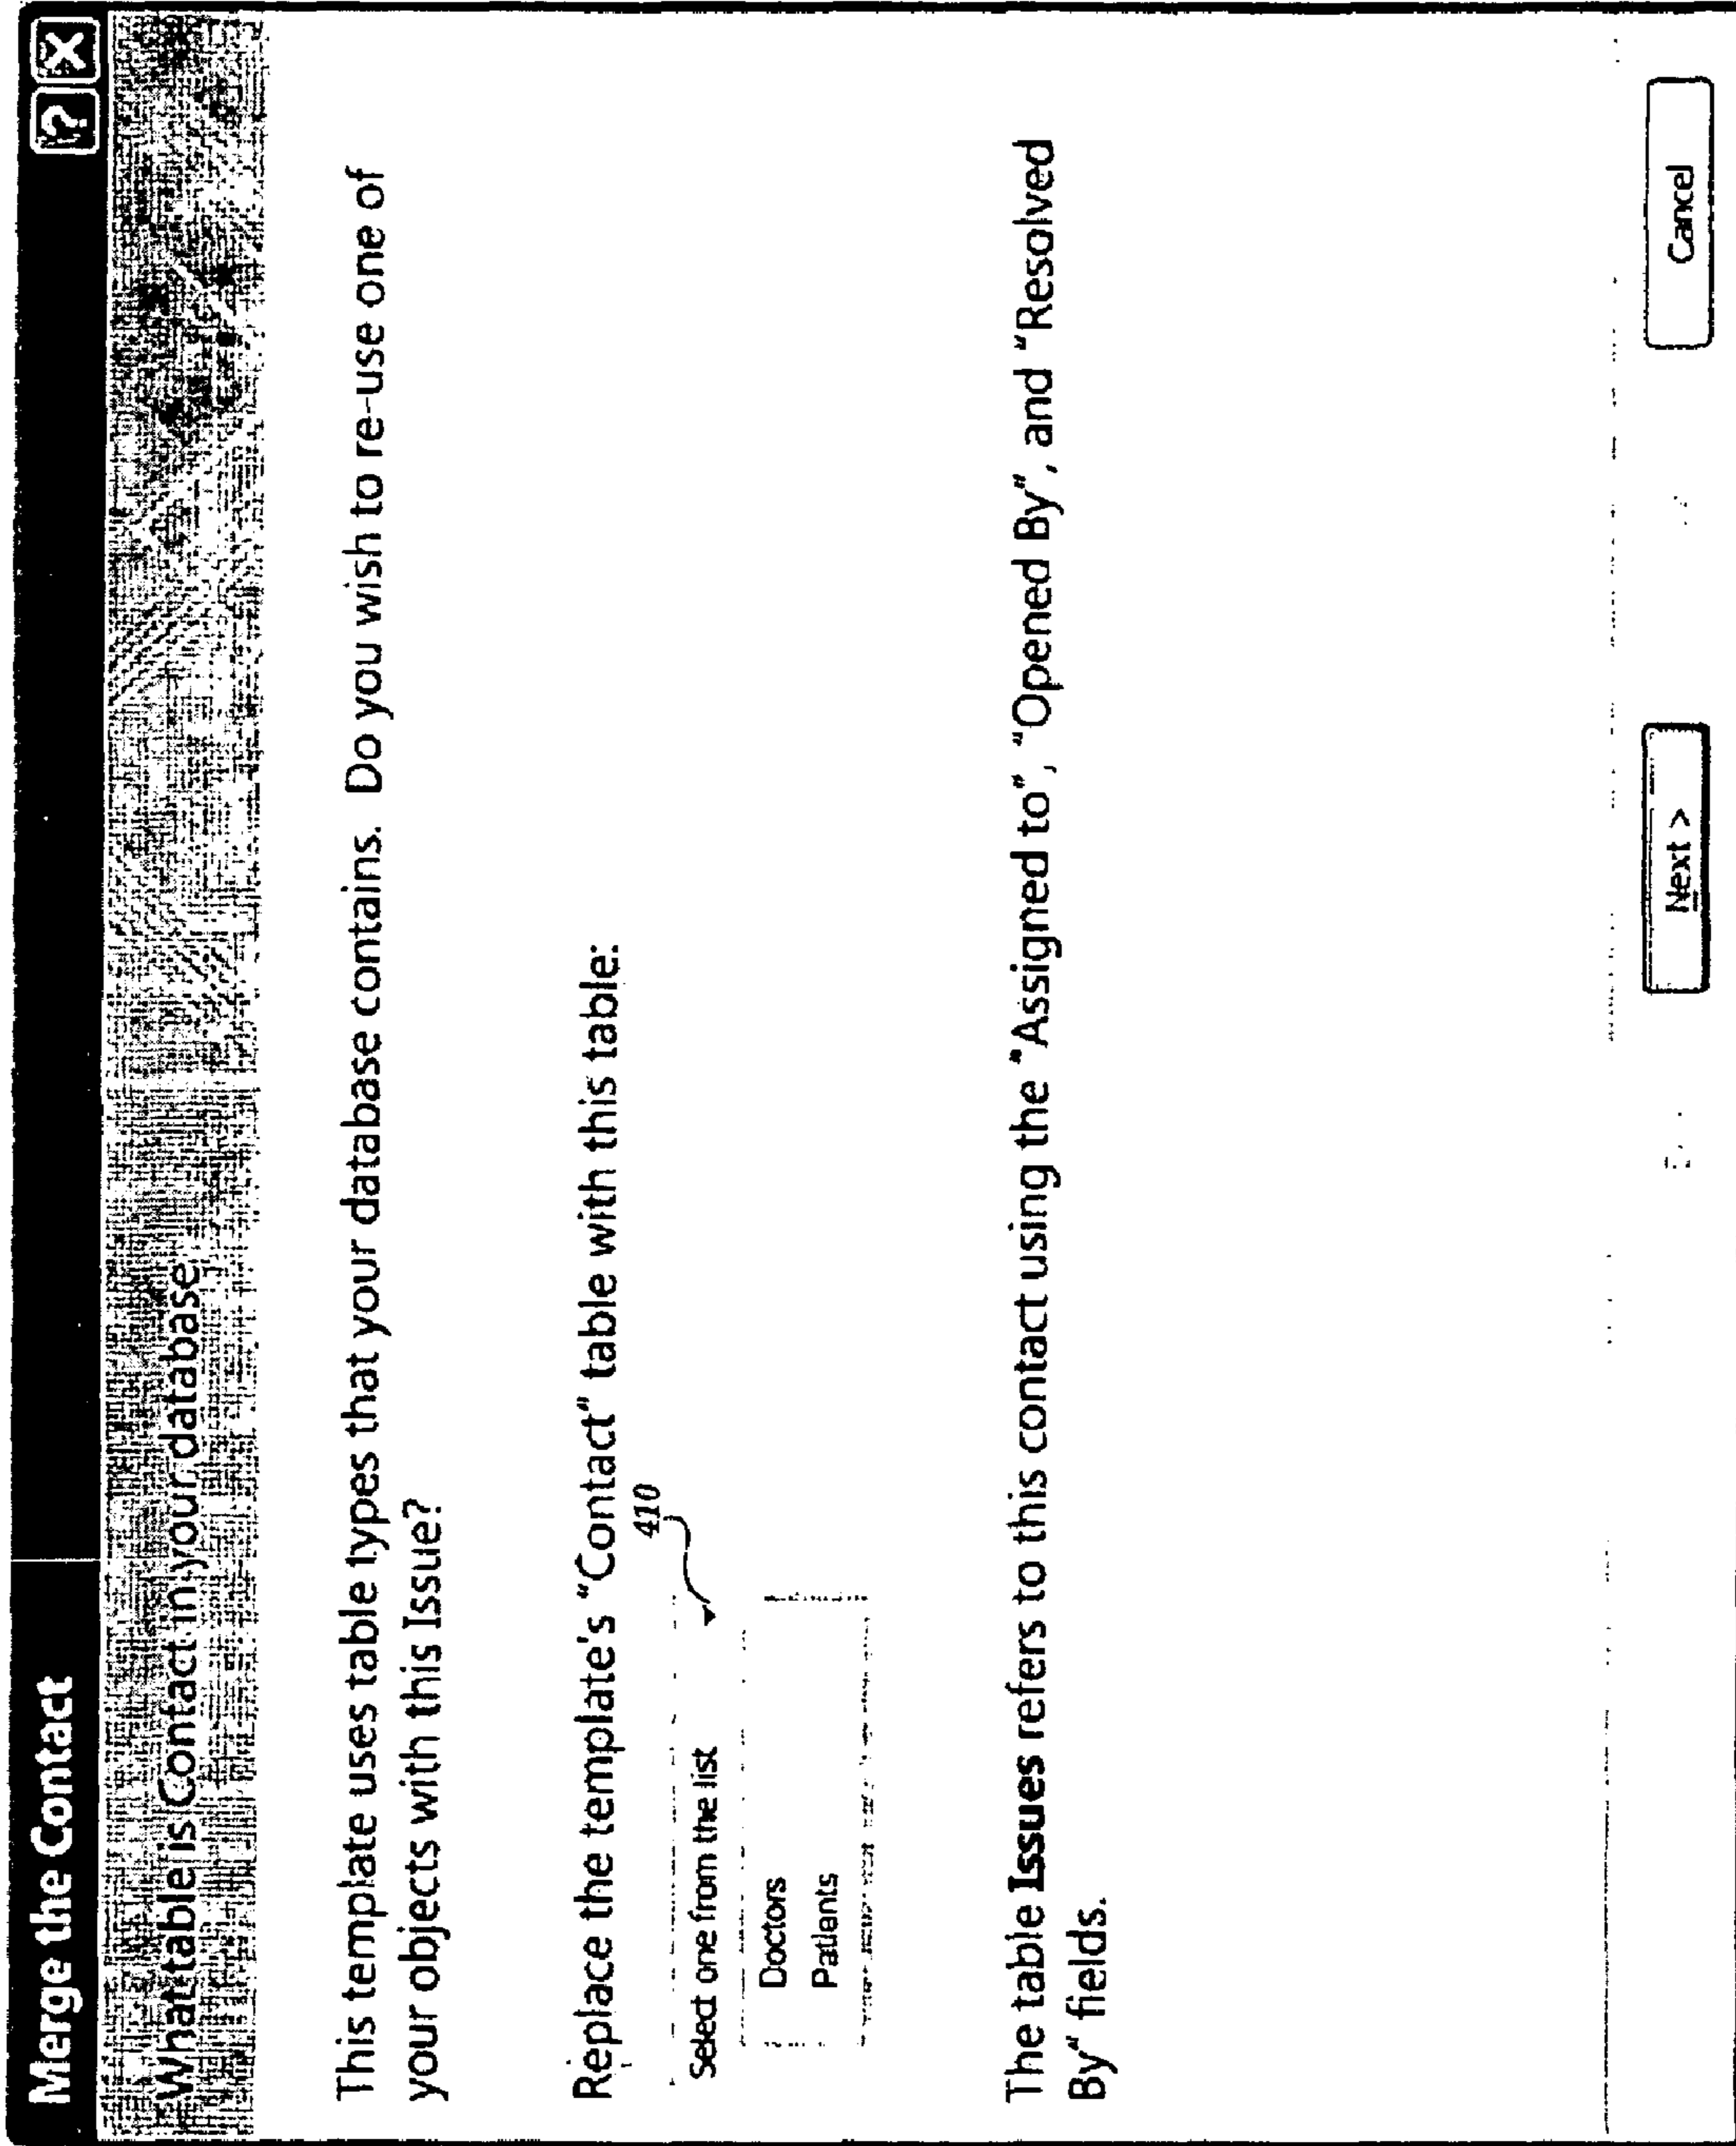 Merge the Contact
? X
What table is Contact in your database
This template uses table types that your database contains. Do you wish to re-use one of
your objects with this Issue?
Replace the template's "Contact" table with this table:
410
Select one from the list
Doctors
Patients
The table Issues refers to this contact using the "Assigned to", "Opened By", and "Resolved
By" fields.
Next >
Cancel